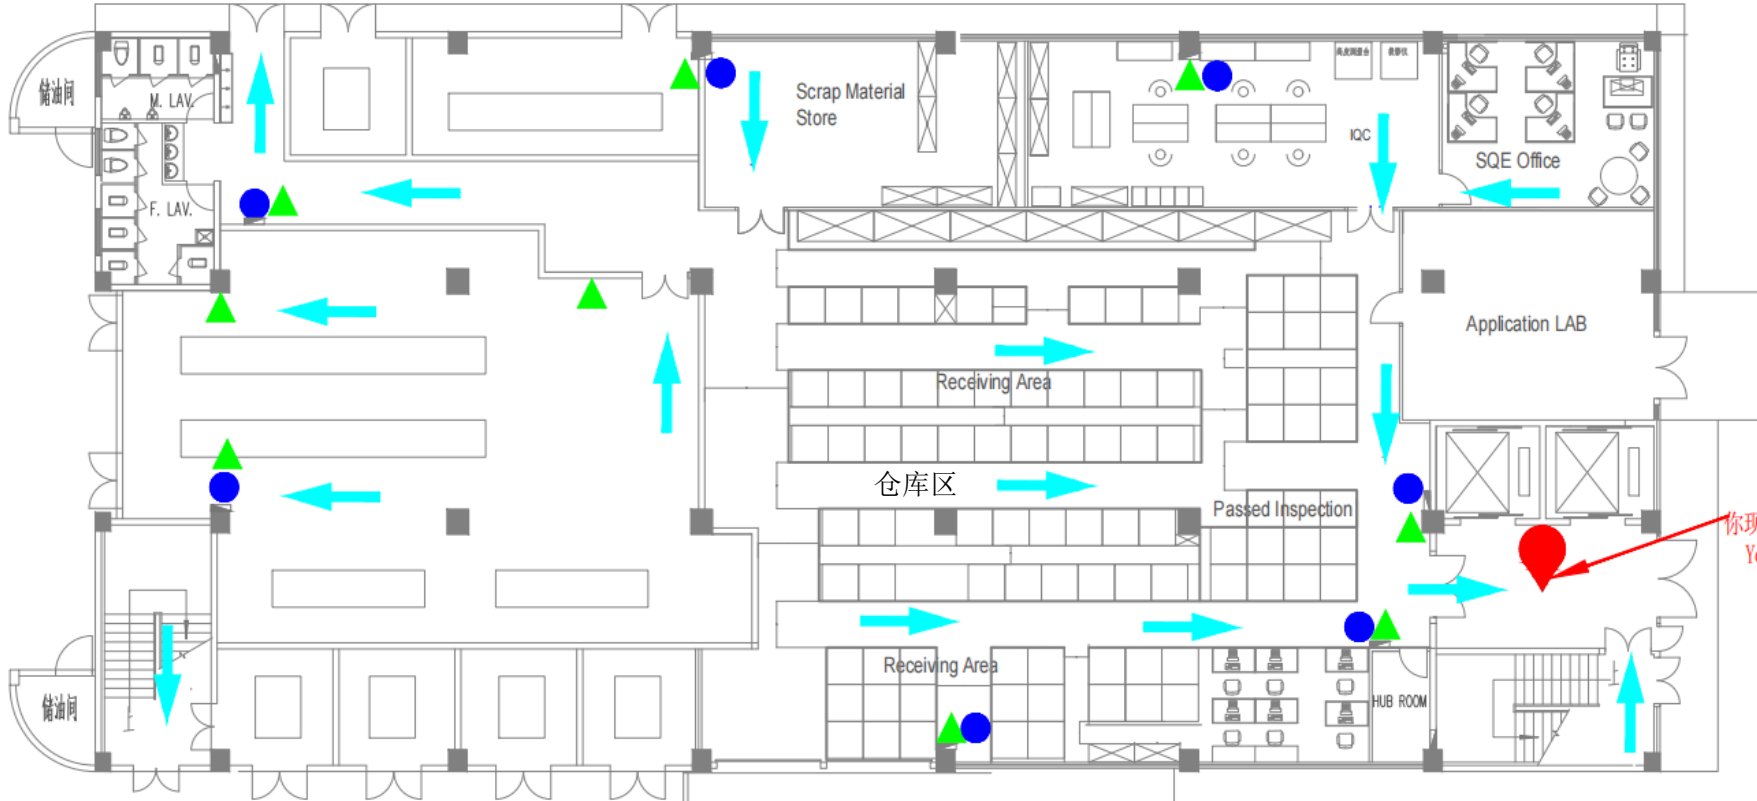 储油间
M. LAV.
F. LAV.
Scrap Material
Store
IQC
SQE Office
Application LAB
Receiving Area
仓库区
Passed Inspection
Receiving Area
HUB ROOM
储油间
你现
Yo